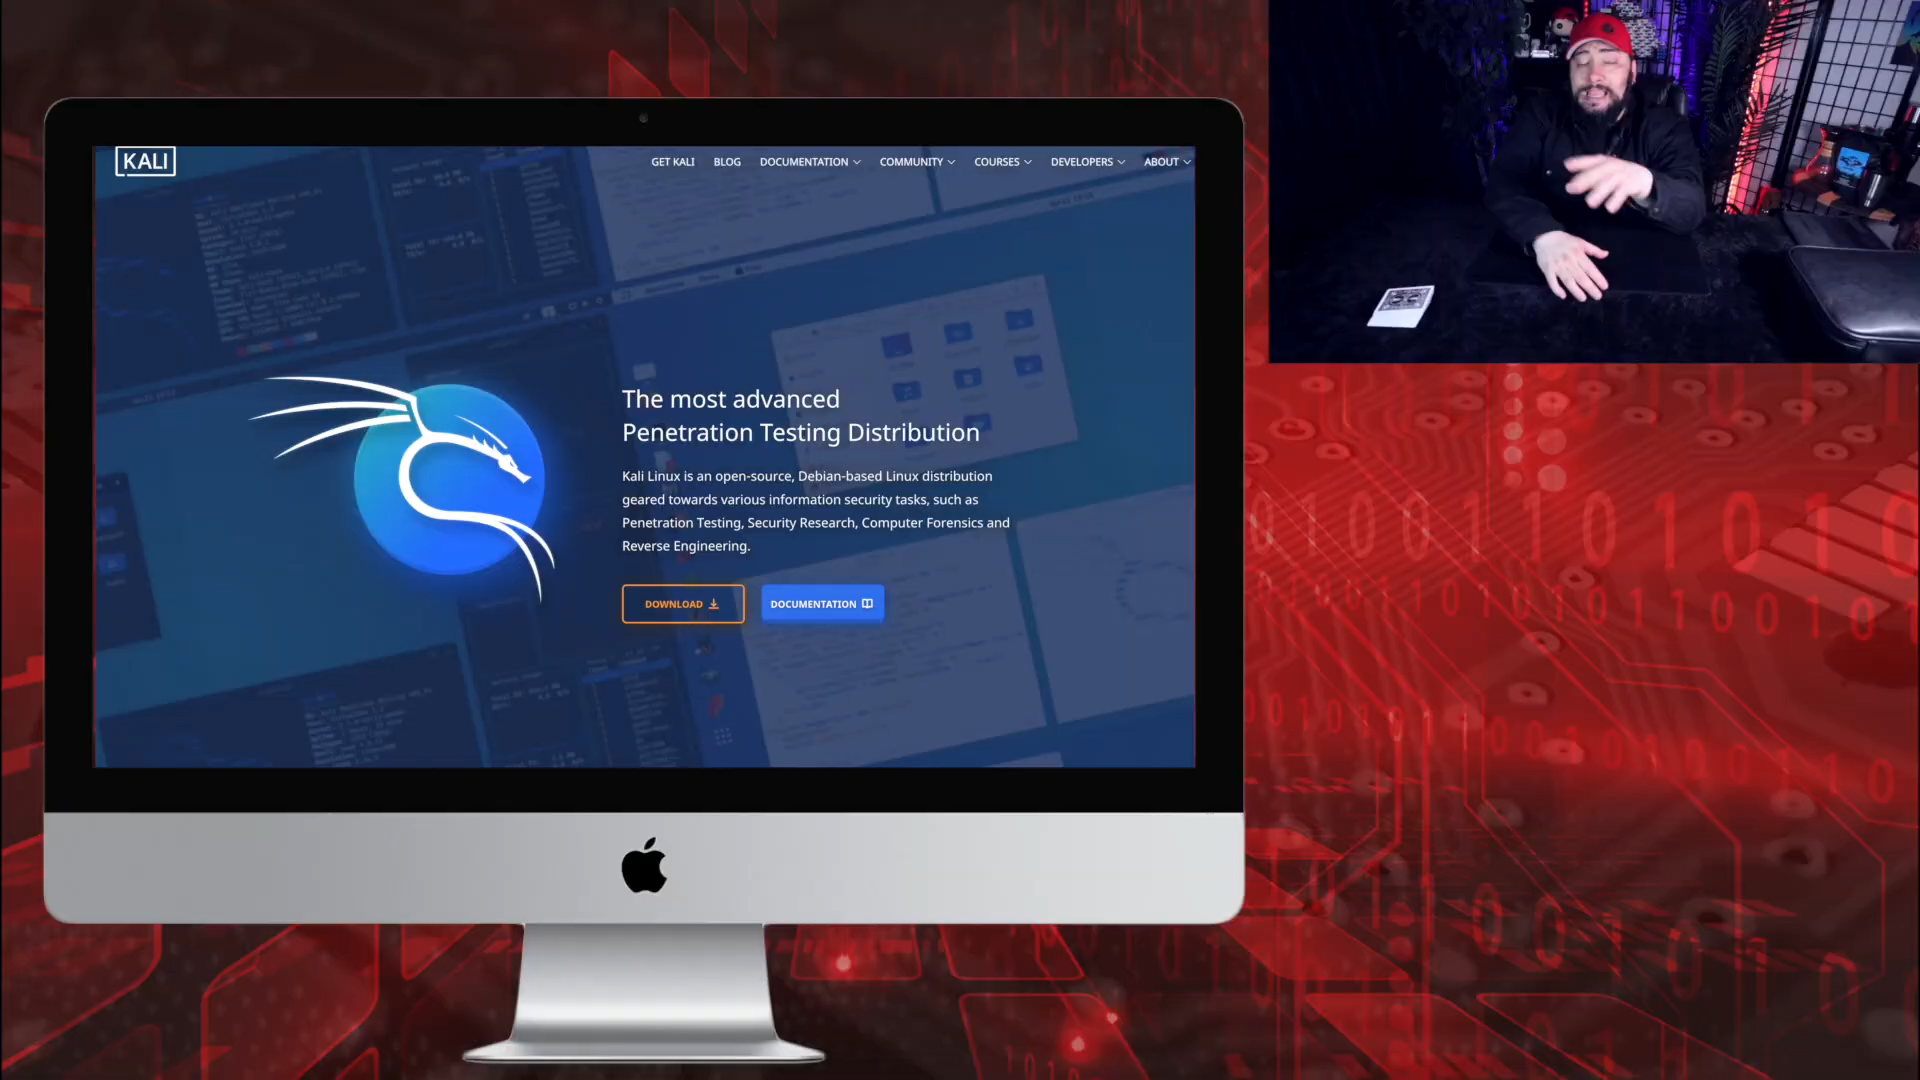 KALI
GET KALI BLOG DOCUMENTATION COMMUNITY COURSES DEVELOPERS ABOUT
The most advanced
Penetration Testing Distribution
Kali Linux is an open-source, Debian-based Linux distribution
geared towards various information security tasks, such as
Penetration Testing, Security Research, Computer Forensics and
Reverse Engineering.
DOWNLOAD
DOCUMENTATION